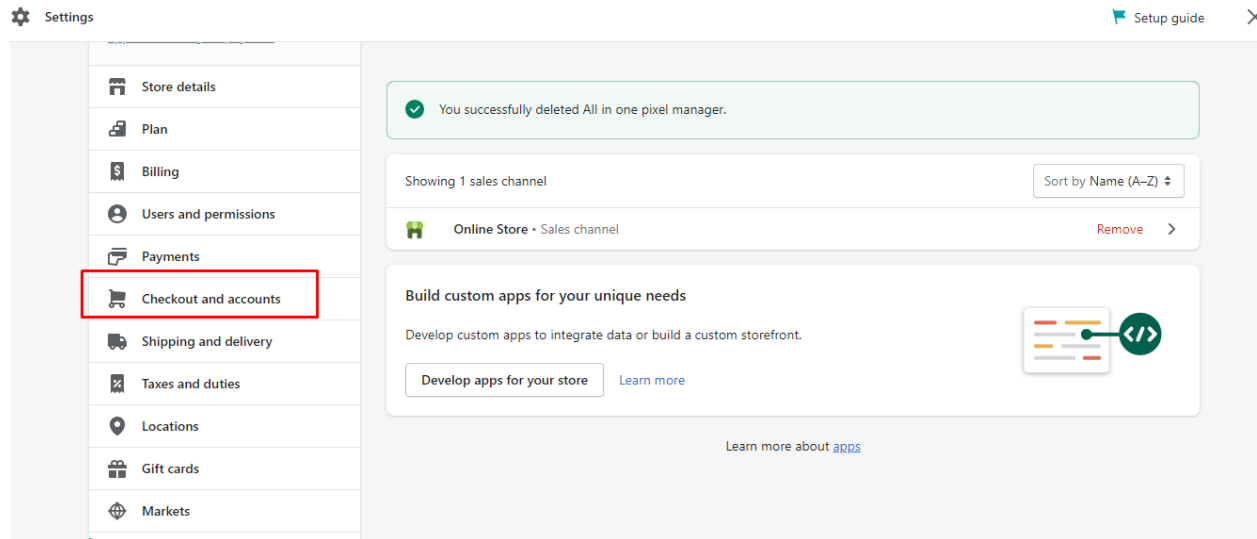 Settings
Setup guide
Store details
Plan
Billing
Users and permissions
Payments
Checkout and accounts
Shipping and delivery
Taxes and duties
Locations
Gift cards
Markets
You successfully deleted All in one pixel manager.
Showing 1 sales channel
Sort by Name (A–Z)
Online Store • Sales channel
Remove
Build custom apps for your unique needs
Develop custom apps to integrate data or build a custom storefront.
Develop apps for your store
Learn more
Learn more about apps